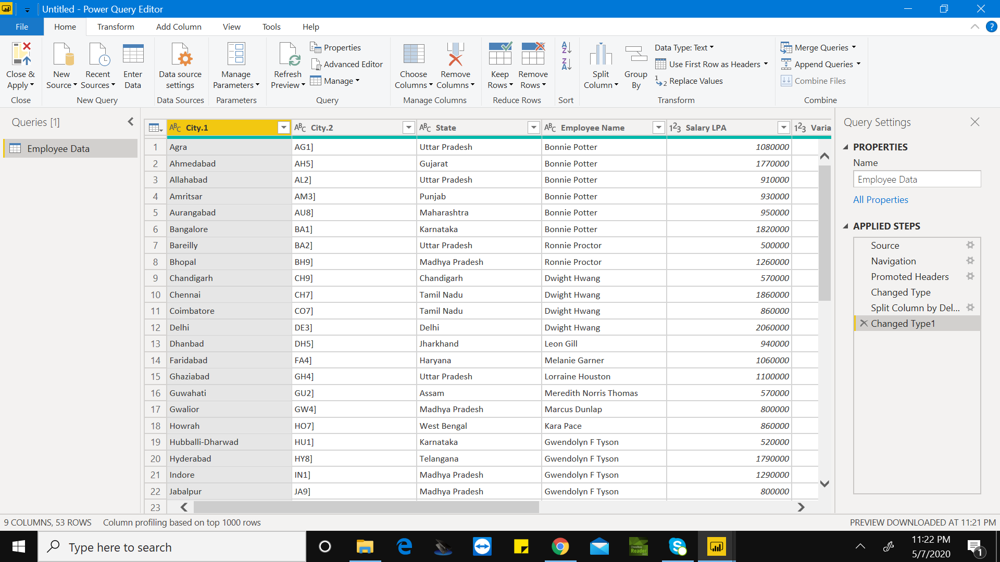 Untitled - Power Query Editor
File Home Transform Add Column View Tools Help
Close & Apply
New Source
Recent Sources
Enter Data
Data source settings
Manage Parameters
Refresh Preview
Properties
Advanced Editor
Manage
Choose Columns
Remove Columns
Keep Rows
Remove Rows
Split Column
Group By
Data Type: Text
Use First Row as Headers
Replace Values
Merge Queries
Append Queries
Combine Files
Close New Query Data Sources Parameters Query Manage Columns Reduce Rows Sort Transform Combine
Queries [1]
Employee Data
ABC City.1 ABC City.2 ABC State ABC Employee Name 123 Salary LPA 123 Varia
1 Agra AG1] Uttar Pradesh Bonnie Potter 1080000
2 Ahmedabad AH5] Gujarat Bonnie Potter 1770000
3 Allahabad AL2] Uttar Pradesh Bonnie Potter 910000
4 Amritsar AM3] Punjab Bonnie Potter 930000
5 Aurangabad AU8] Maharashtra Bonnie Potter 950000
6 Bangalore BA1] Karnataka Bonnie Potter 1820000
7 Bareilly BA2] Uttar Pradesh Ronnie Proctor 500000
8 Bhopal BH9] Madhya Pradesh Ronnie Proctor 1260000
9 Chandigarh CH9] Chandigarh Dwight Hwang 570000
10 Chennai CH7] Tamil Nadu Dwight Hwang 1860000
11 Coimbatore CO7] Tamil Nadu Dwight Hwang 860000
12 Delhi DE3] Delhi Dwight Hwang 2060000
13 Dhanbad DH5] Jharkhand Leon Gill 940000
14 Faridabad FA4] Haryana Melanie Garner 1060000
15 Ghaziabad GH4] Uttar Pradesh Lorraine Houston 1100000
16 Guwahati GU2] Assam Meredith Norris Thomas 570000
17 Gwalior GW4] Madhya Pradesh Marcus Dunlap 800000
18 Howrah HO7] West Bengal Kara Pace 860000
19 Hubballi-Dharwad HU1] Karnataka Gwendolyn F Tyson 520000
20 Hyderabad HY8] Telangana Gwendolyn F Tyson 1790000
21 Indore IN1] Madhya Pradesh Gwendolyn F Tyson 1290000
22 Jabalpur JA9] Madhya Pradesh Gwendolyn F Tyson 800000
23
Query Settings
PROPERTIES
Name
Employee Data
All Properties
APPLIED STEPS
Source
Navigation
Promoted Headers
Changed Type
Split Column by Del...
Changed Type1
9 COLUMNS, 53 ROWS Column profiling based on top 1000 rows
PREVIEW DOWNLOADED AT 11:21 PM
Type here to search
Reader
11:22 PM
5/7/2020
1